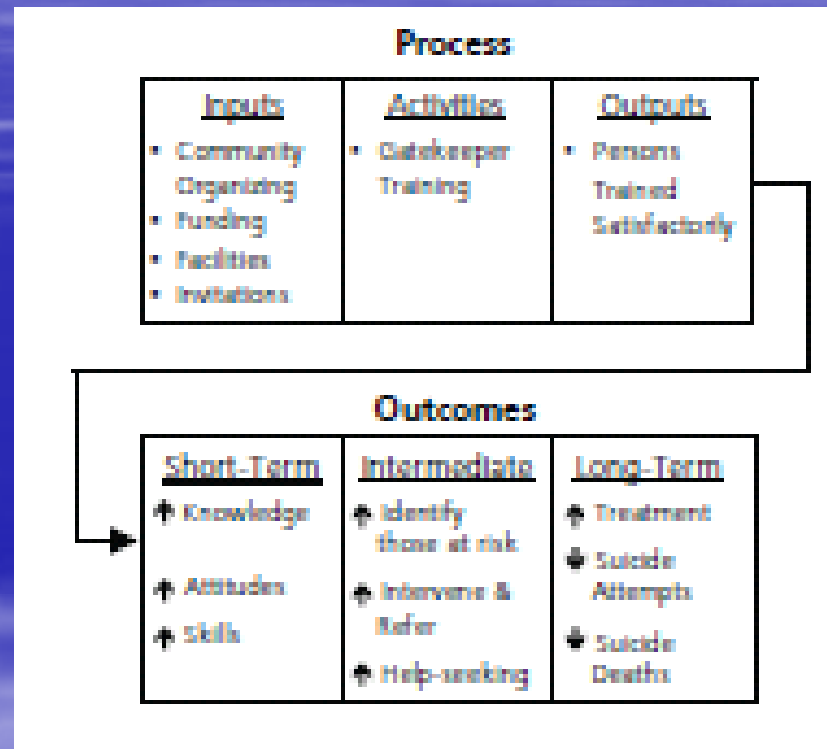 Process
Inputs
• Community
Organizing
• Funding
• Facilities
• Invitations
Activities
• Gatekeeper
Training
Outputs
• Persons
Trained
Satisfactorily
Outcomes
Short-Term
↑ Knowledge
↑ Attitudes
↑ Skills
Intermediate
↑ Identify
those at risk
↑ Intervene &
Refer
↑ Help-seeking
Long-Term
↑ Treatment
↓ Suicide
Attempts
↓ Suicide
Deaths